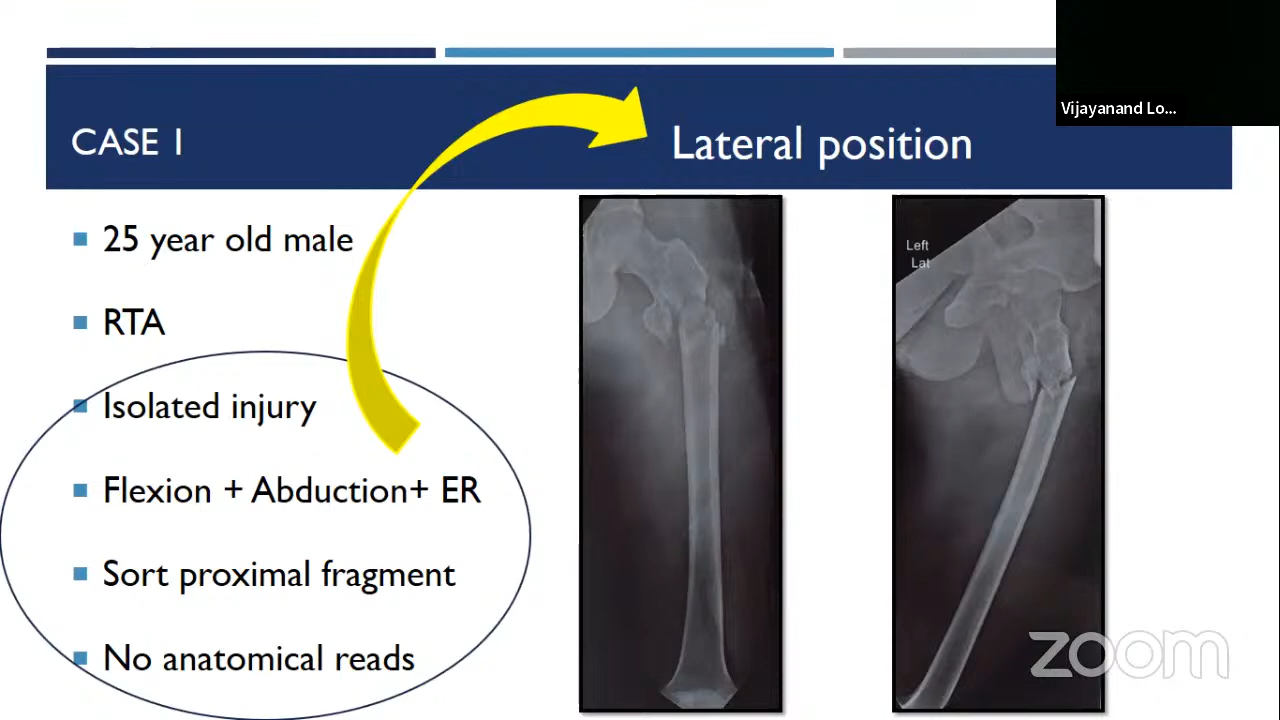 Vijayanand Lo...
CASE 1
Lateral position
25 year old male
RTA
Isolated injury
Flexion + Abduction+ ER
Sort proximal fragment
No anatomical reads
Left
Lat
zoom